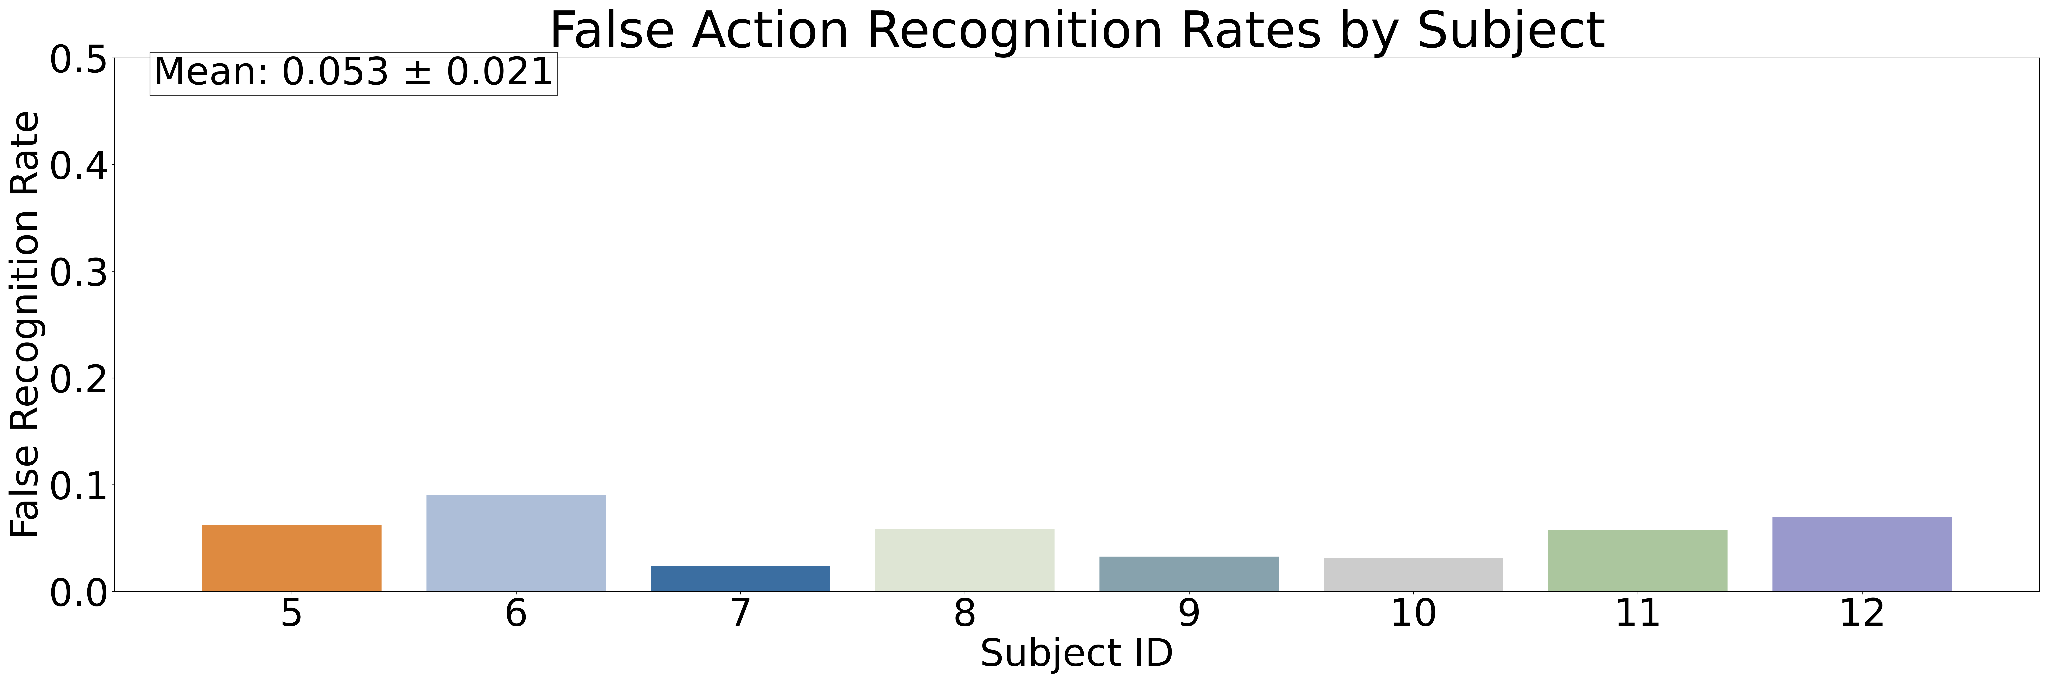 False Action Recognition Rates by Subject
Mean: 0.053 ± 0.021
False Recognition Rate
0.5
0.4
0.3
0.2
0.1
0.0
5 6 7 8 9 10 11 12
Subject ID